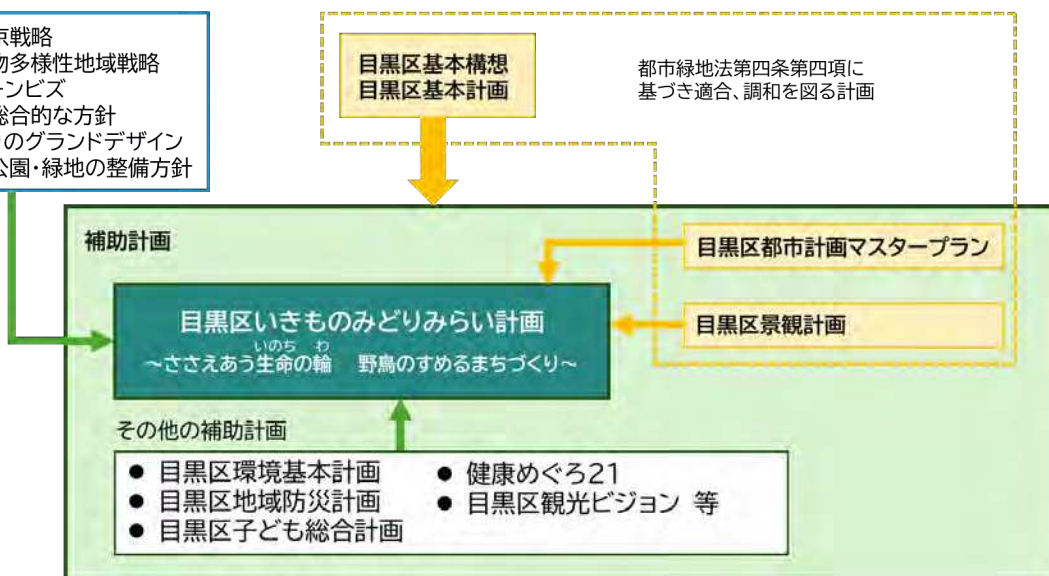 京戦略
物多様性地域戦略
ーンビズ
総合的な方針
りのグランドデザイン
公園・緑地の整備方針
目黒区基本構想
目黒区基本計画
都市緑地法第四条第四項に
基づき適合、調和を図る計画
補助計画
目黒区都市計画マスタープラン
目黒区いきものみどりみらい計画
いのち わ
～ささえあう生命の輪 野鳥のすめるまちづくり～
目黒区景観計画
その他の補助計画
● 目黒区環境基本計画
● 目黒区地域防災計画
● 目黒区子ども総合計画
● 健康めぐろ21
● 目黒区観光ビジョン 等